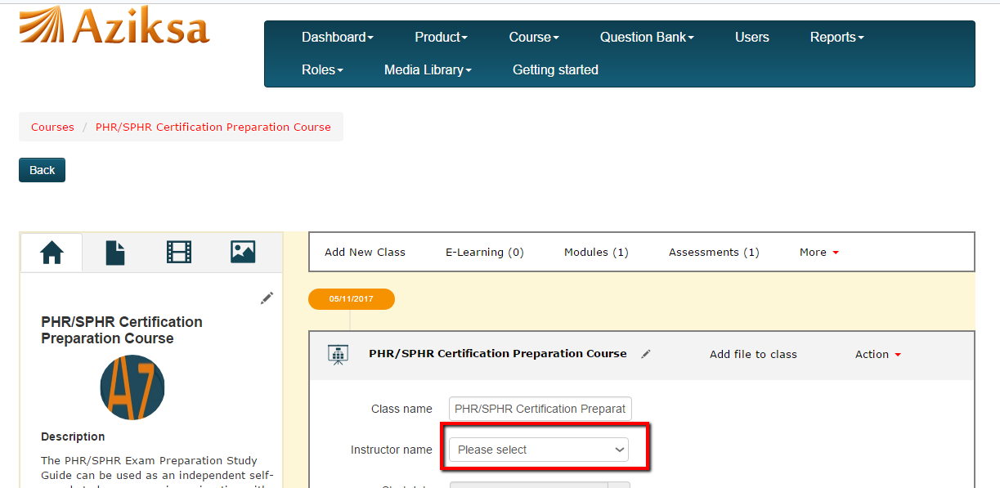 Aziksa
Dashboard Product Course Question Bank Users Reports
Roles Media Library Getting started
Courses / PHR/SPHR Certification Preparation Course
Back
Add New Class E-Learning (0) Modules (1) Assessments (1) More
05/11/2017
PHR/SPHR Certification
Preparation Course
A7
Description
The PHR/SPHR Exam Preparation Study
Guide can be used as an independent self-
PHR/SPHR Certification Preparation Course Add file to class Action
Class name PHR/SPHR Certification Preparat
Instructor name Please select